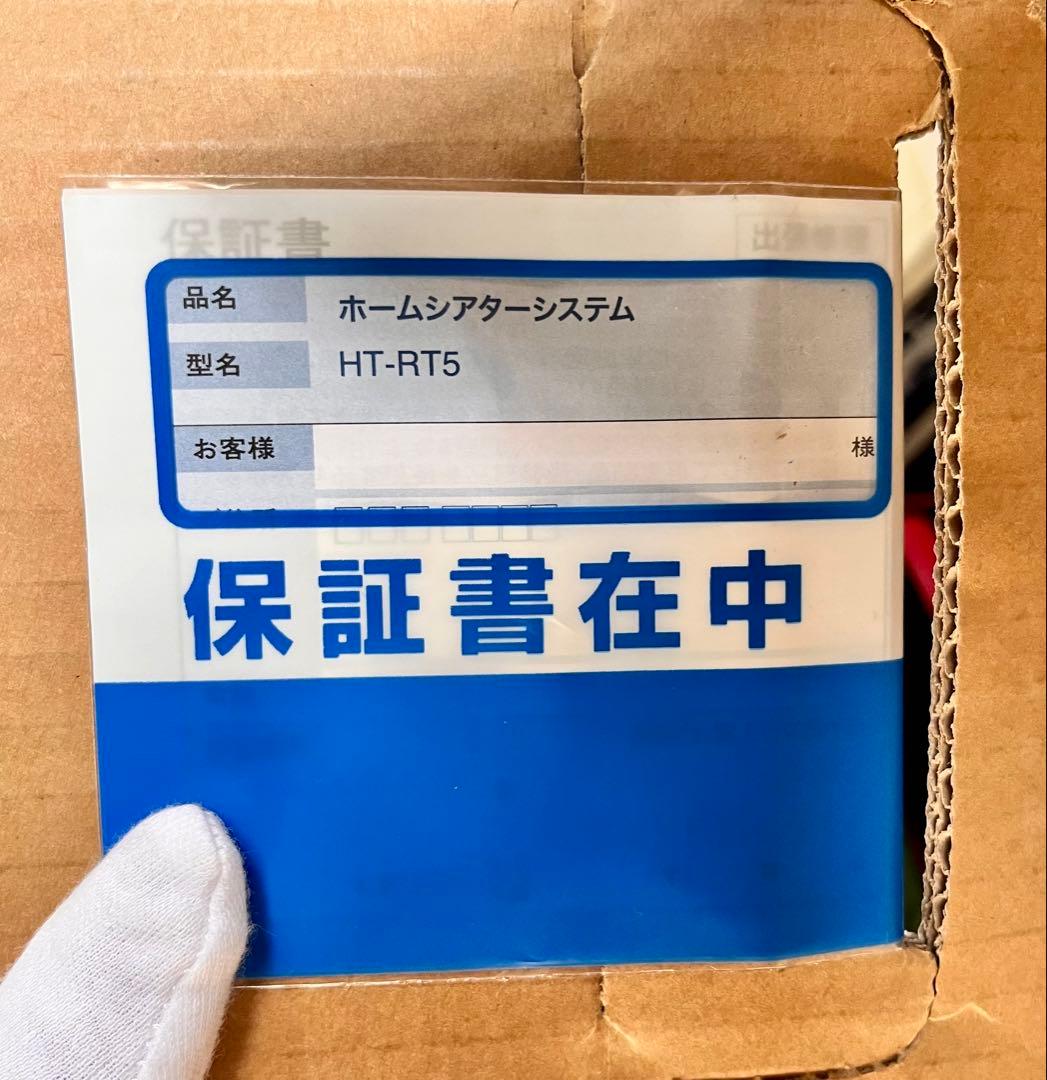 保証書
品名 ホームシアターシステム
型名 HT-RT5
お客様 様
保証書在中